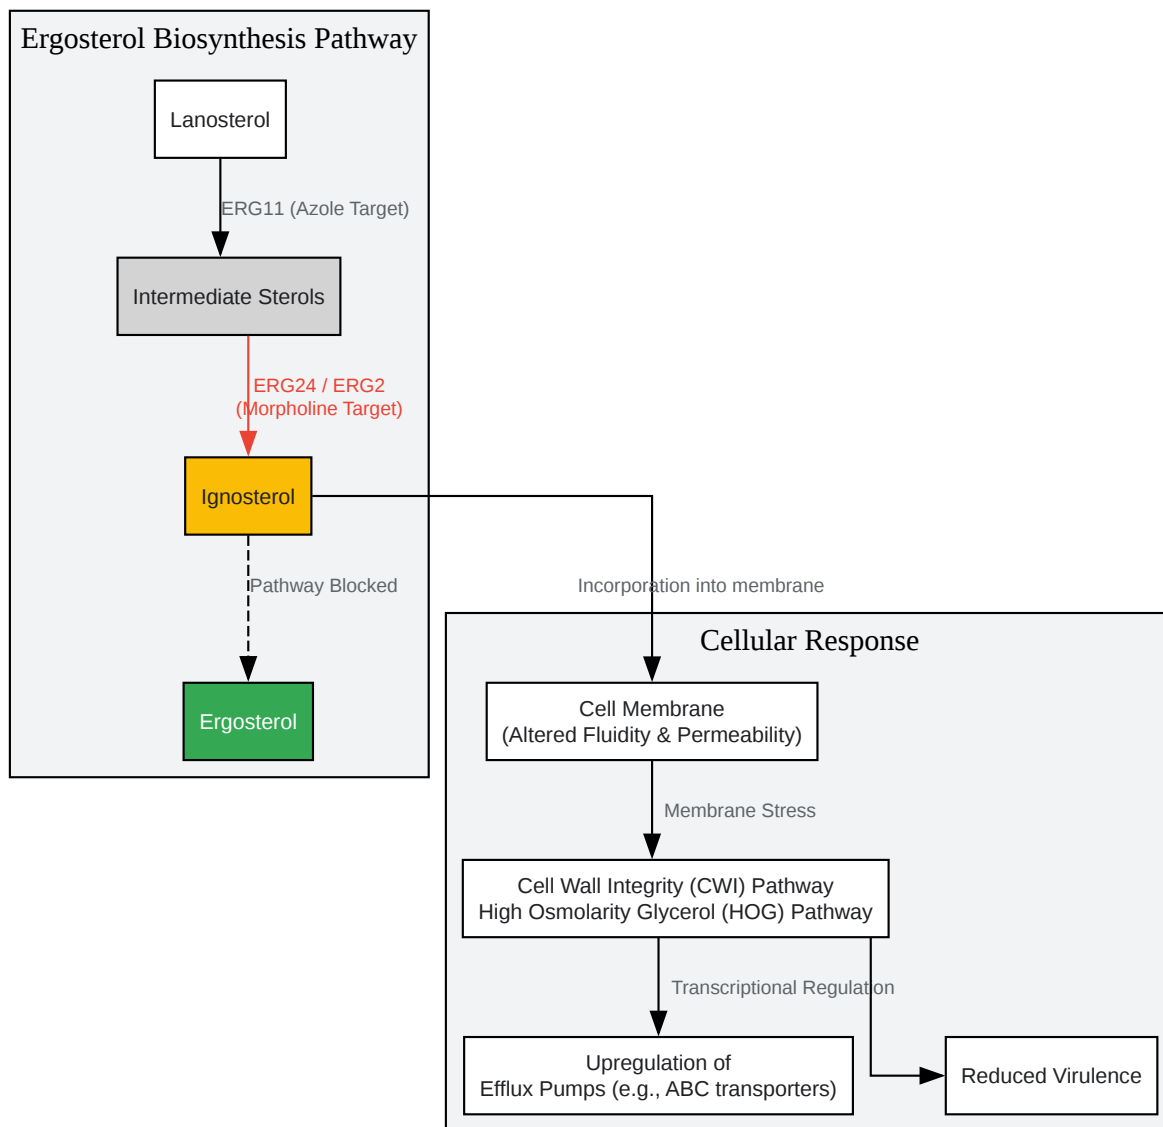 Ergosterol Biosynthesis Pathway
Lanosterol
ERG11 (Azole Target)
Intermediate Sterols
ERG24 / ERG2
(Morpholine Target)
Ignosterol
Pathway Blocked
Ergosterol
Incorporation into membrane
Cellular Response
Cell Membrane
(Altered Fluidity & Permeability)
Membrane Stress
Cell Wall Integrity (CWI) Pathway
High Osmolarity Glycerol (HOG) Pathway
Transcriptional Regulation
Upregulation of
Efflux Pumps (e.g., ABC transporters)
Reduced Virulence